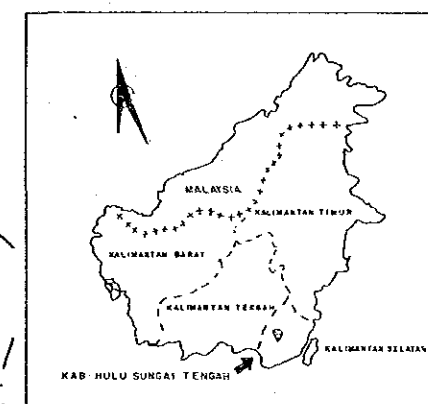 MALAYSIA
KALIMANTAN TIMUR
KALIMANTAN BARAT
KALIMANTAN TENGAH
KALIMANTAN SELATAN
KAB. HULU SUNGAI TENGAH